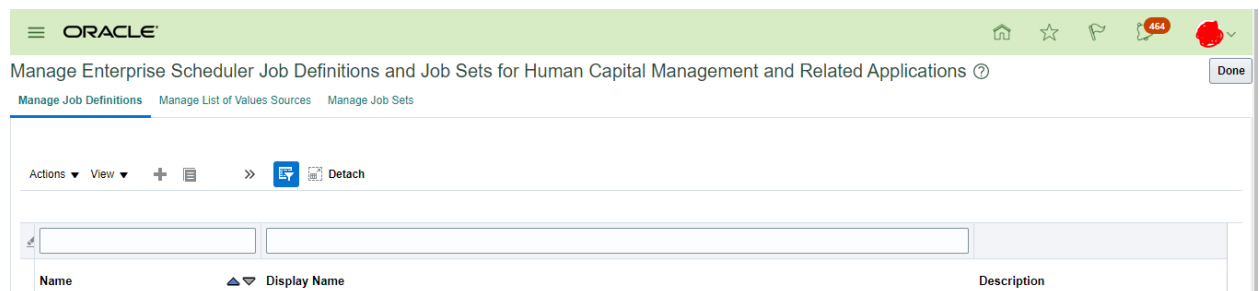 ORACLE
464
Manage Enterprise Scheduler Job Definitions and Job Sets for Human Capital Management and Related Applications
Done
Manage Job Definitions Manage List of Values Sources Manage Job Sets
Actions View Detach
Name Display Name Description